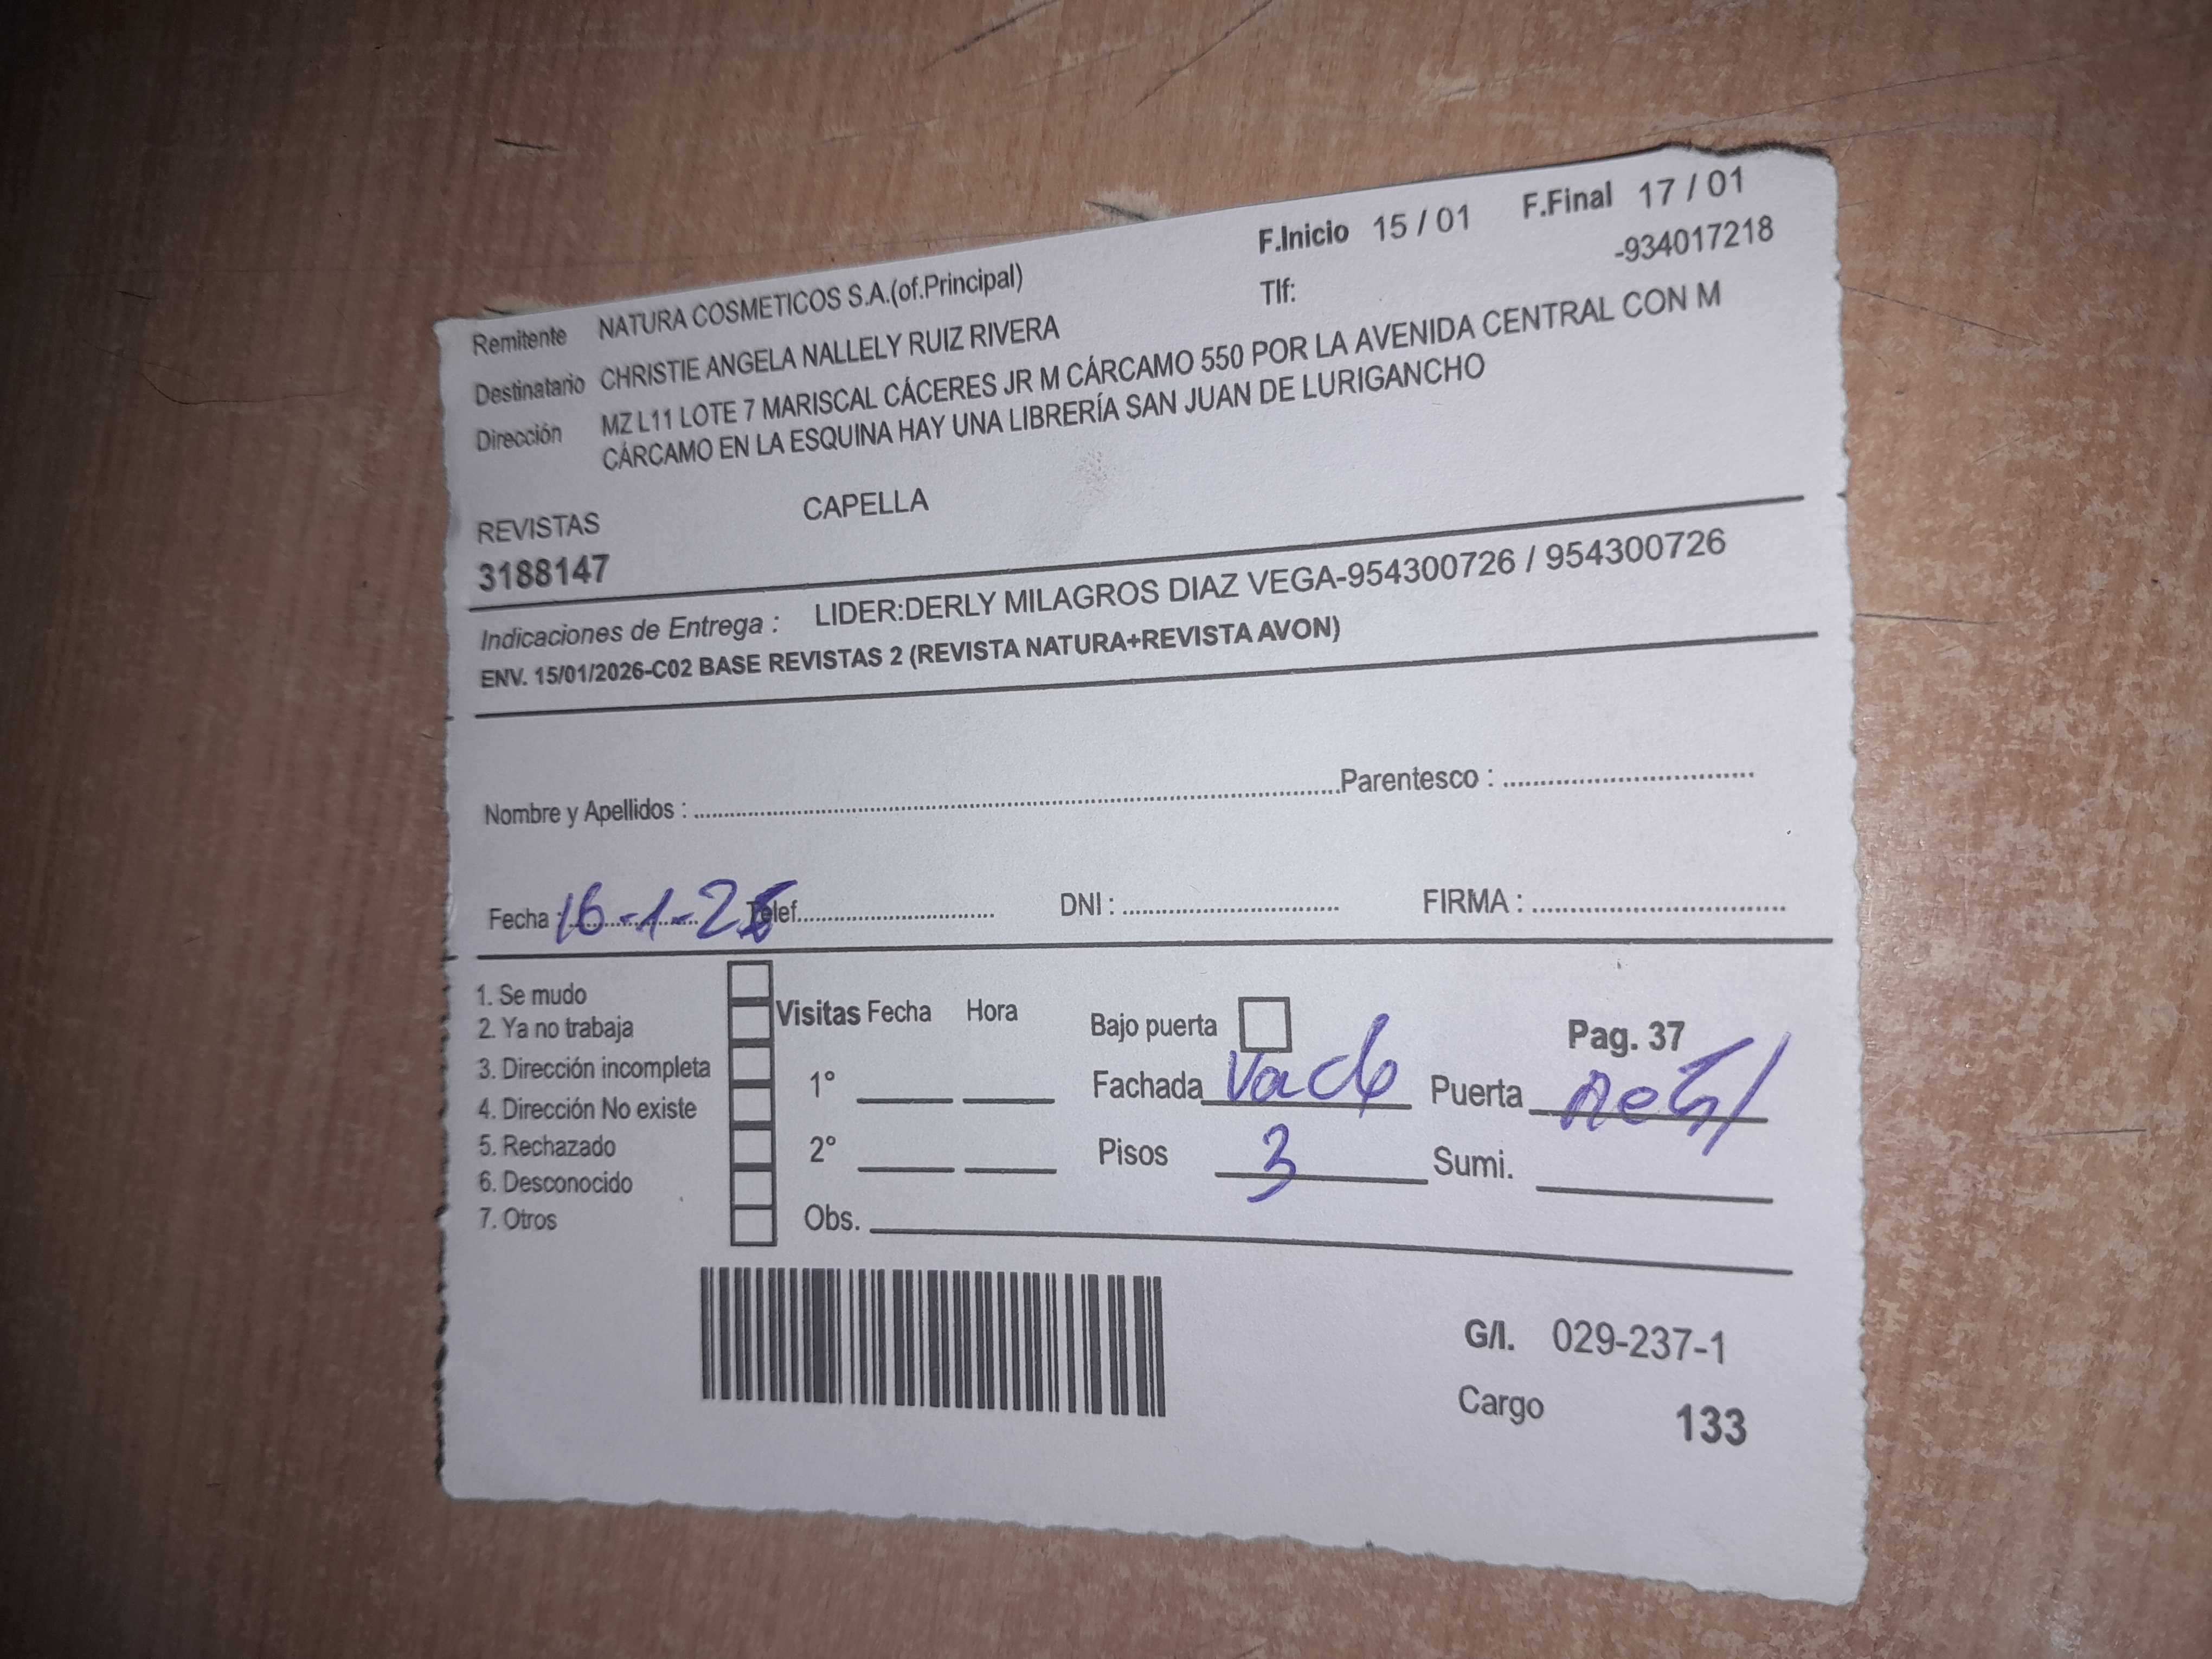 F.Inicio 15 / 01 F.Final 17 / 01
Remitente NATURA COSMETICOS S.A.(of.Principal) Tlf: -934017218
Destinatario CHRISTIE ANGELA NALLELY RUIZ RIVERA
Dirección MZ L11 LOTE 7 MARISCAL CÁCERES JR M CÁRCAMO 550 POR LA AVENIDA CENTRAL CON M
CÁRCAMO EN LA ESQUINA HAY UNA LIBRERÍA SAN JUAN DE LURIGANCHO
REVISTAS CAPELLA
3188147
Indicaciones de Entrega : LIDER:DERLY MILAGROS DIAZ VEGA-954300726 / 954300726
ENV. 15/01/2026-C02 BASE REVISTAS 2 (REVISTA NATURA+REVISTA AVON)
Nombre y Apellidos : Parentesco :
Fecha : 16-1-26 Telef. DNI : FIRMA :
1. Se mudo
2. Ya no trabaja
3. Dirección incompleta
4. Dirección No existe
5. Rechazado
6. Desconocido
7. Otros
Visitas Fecha Hora
1°
2°
Obs.
Bajo puerta Pag. 37
Fachada Puerta
Pisos 3 Sumi.
G/I. 029-237-1
Cargo 133